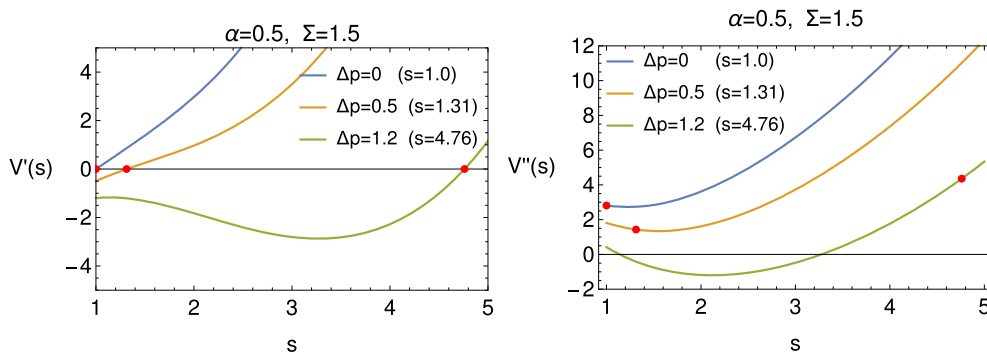 α=0.5, Σ=1.5
4
2
0
−2
−4
V'(s)
Δp=0 (s=1.0)
Δp=0.5 (s=1.31)
Δp=1.2 (s=4.76)
1 2 3 4 5
s
α=0.5, Σ=1.5
12
10
8
6
4
2
0
−2
V''(s)
Δp=0 (s=1.0)
Δp=0.5 (s=1.31)
Δp=1.2 (s=4.76)
1 2 3 4 5
s